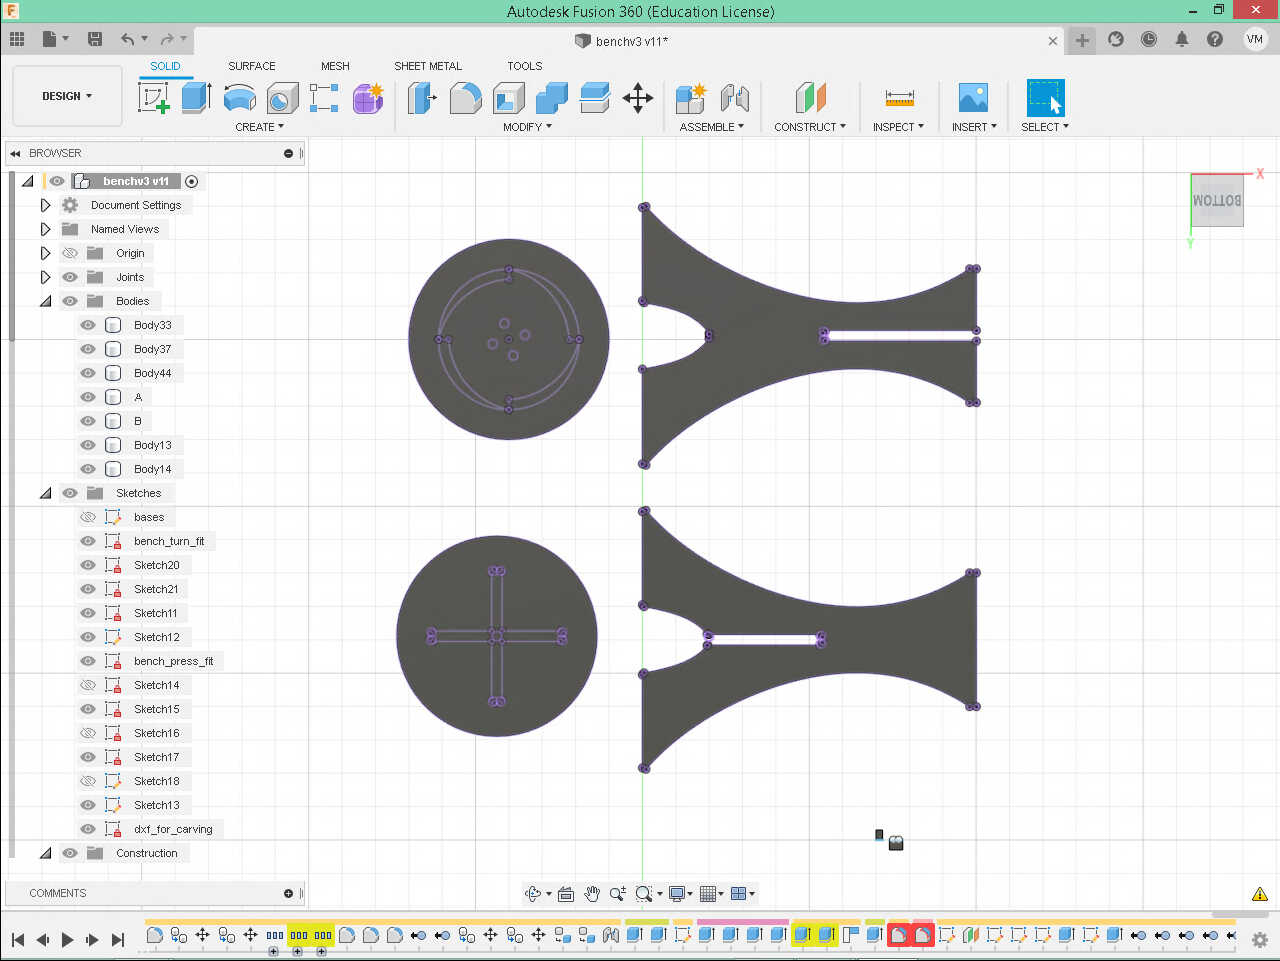 Autodesk Fusion 360 (Education License)
benchv3 v11*
VM
SOLID SURFACE MESH SHEET METAL TOOLS
DESIGN
CREATE MODIFY ASSEMBLE CONSTRUCT INSPECT INSERT SELECT
BROWSER
benchv3 v11
Document Settings
Named Views
Origin
Joints
Bodies
Body33
Body37
Body44
A
B
Body13
Body14
Sketches
bases
bench_turn_fit
Sketch20
Sketch21
Sketch11
Sketch12
bench_press_fit
Sketch14
Sketch15
Sketch16
Sketch17
Sketch18
Sketch13
dxf_for_carving
Construction
X
BOTTOM
Y
COMMENTS